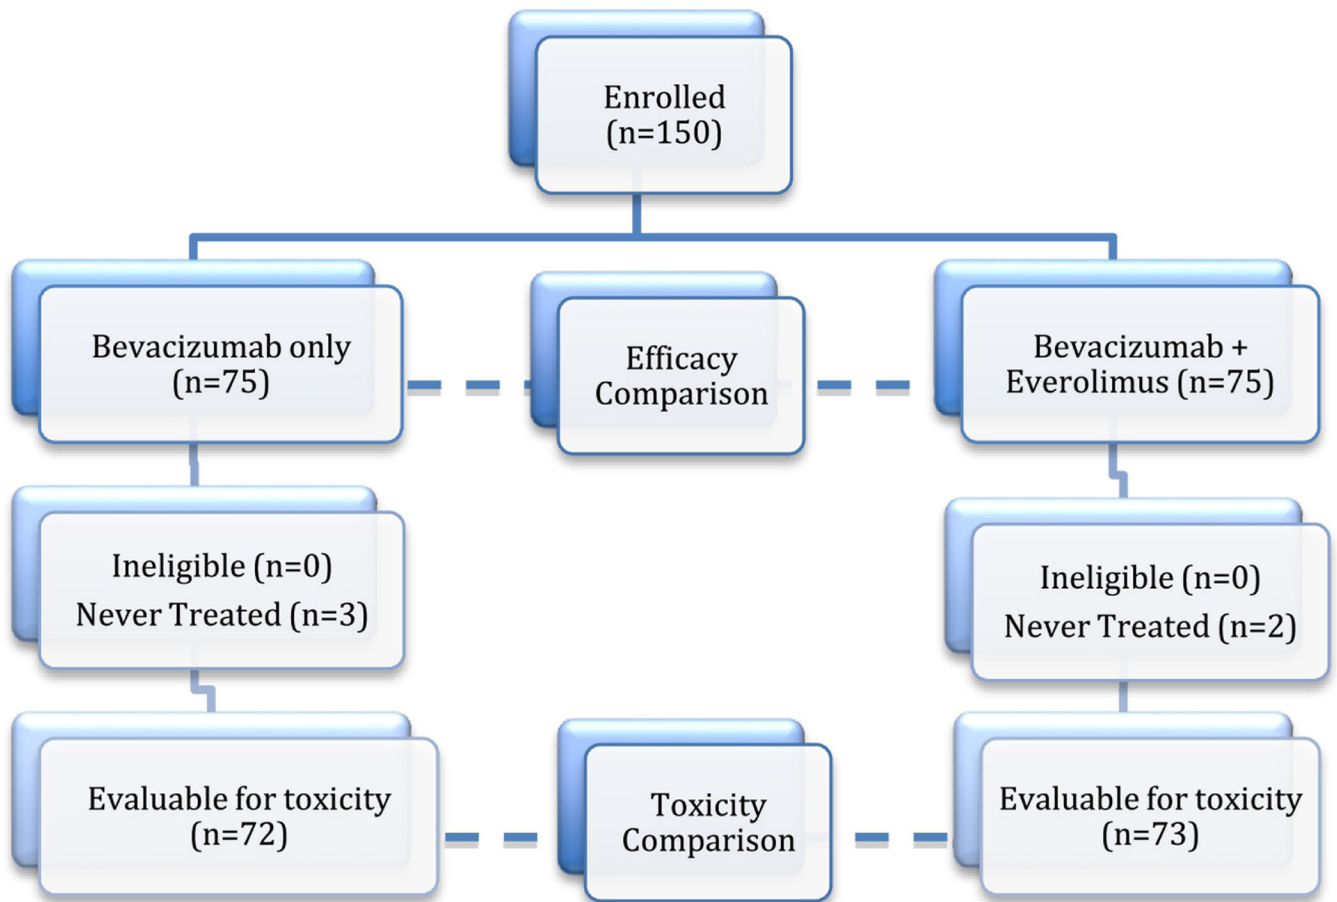 Enrolled
(n=150)
Bevacizumab only
(n=75)
Efficacy
Comparison
Bevacizumab +
Everolimus (n=75)
Ineligible (n=0)
Never Treated (n=3)
Ineligible (n=0)
Never Treated (n=2)
Evaluable for toxicity
(n=72)
Toxicity
Comparison
Evaluable for toxicity
(n=73)